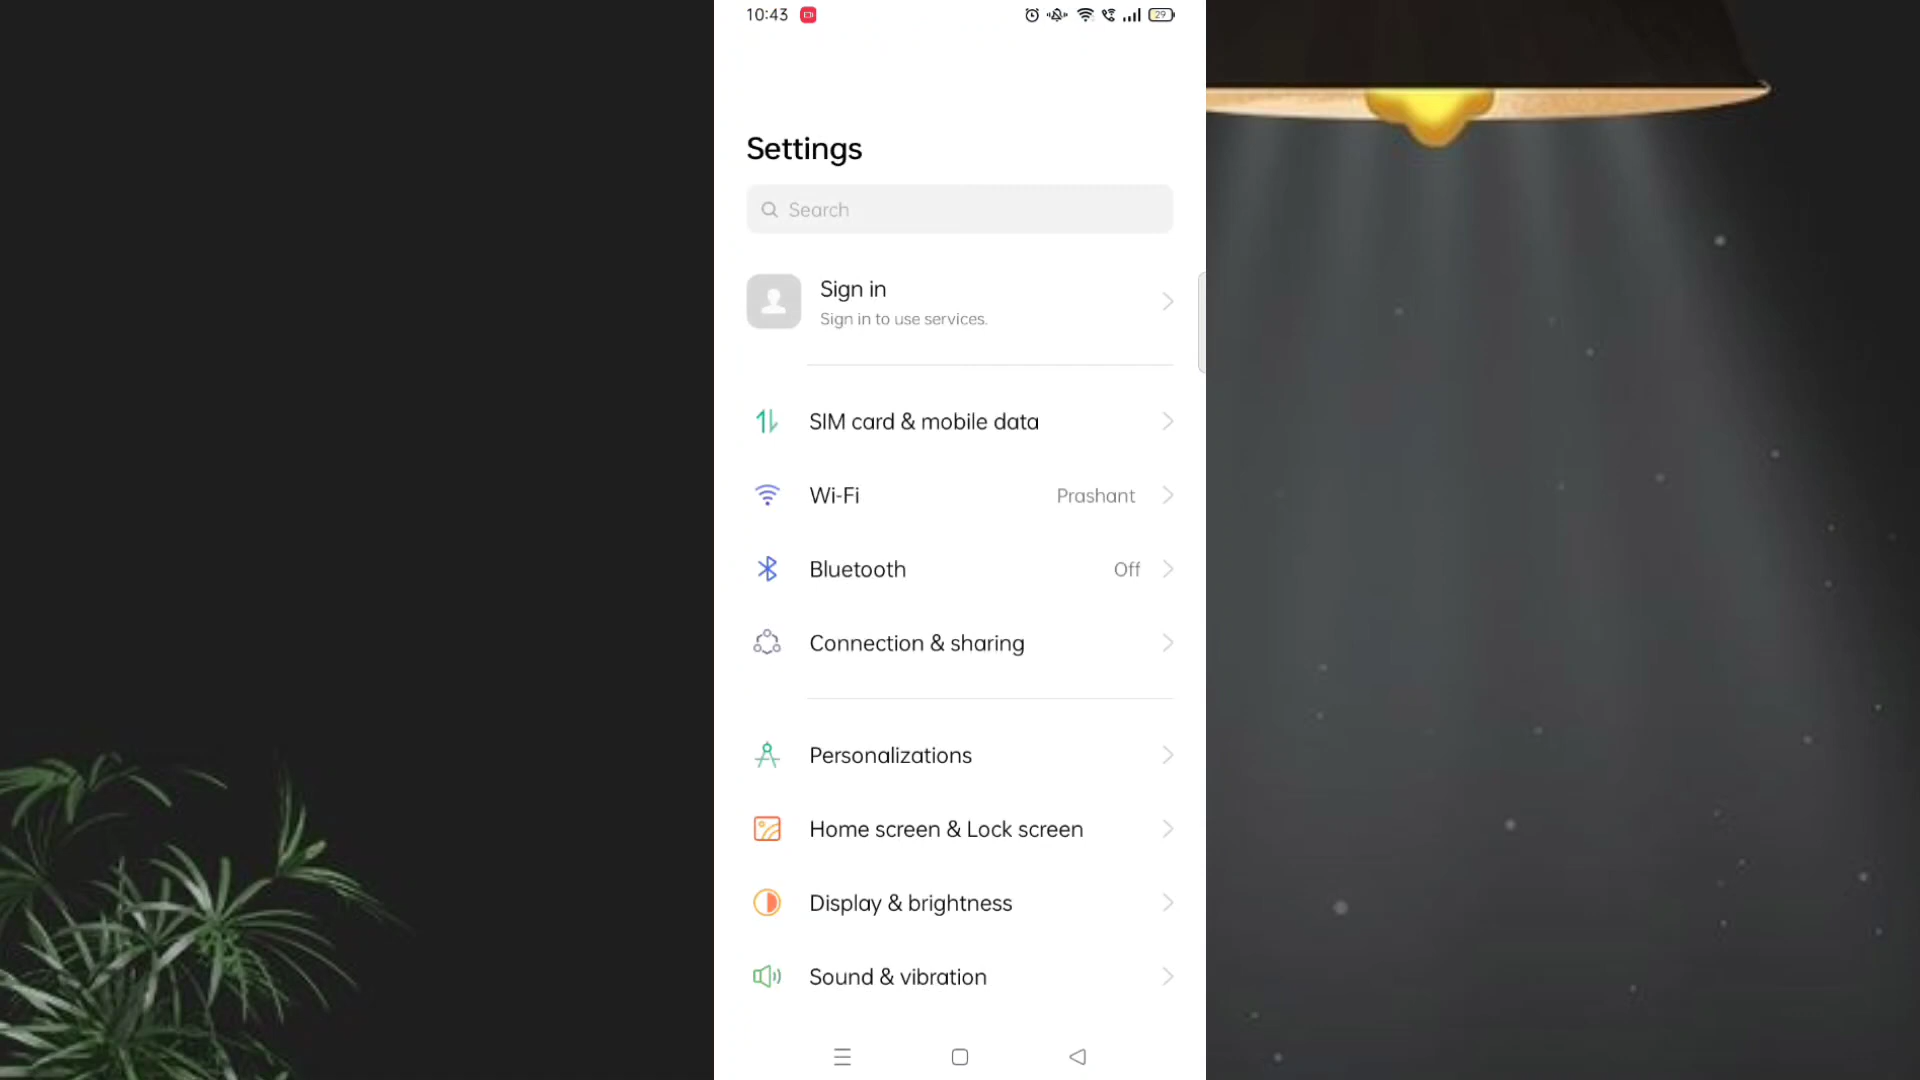 10:43
29
Settings
Search
Sign in
Sign in to use services.
SIM card & mobile data
Wi-Fi Prashant
Bluetooth Off
Connection & sharing
Personalizations
Home screen & Lock screen
Display & brightness
Sound & vibration